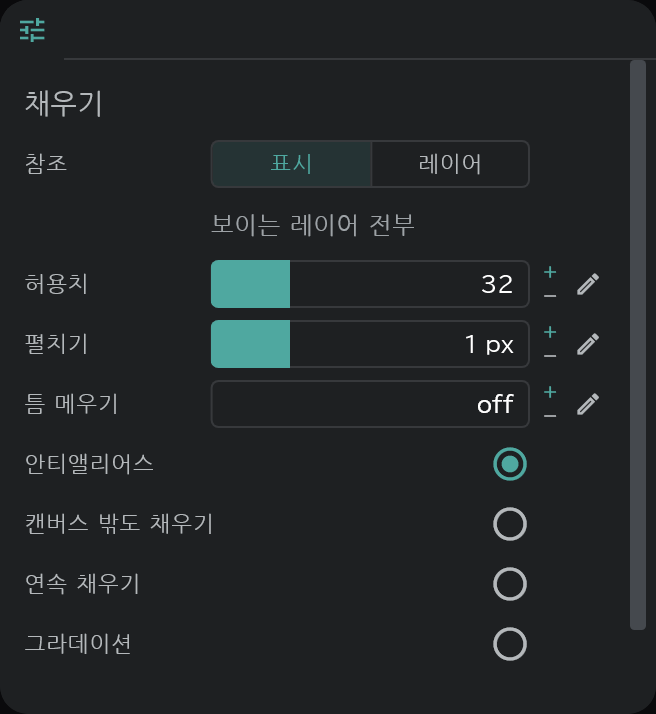 채우기
참조 표시 레이어
보이는 레이어 전부
허용치 32 + −
펼치기 1 px + −
틈 메우기 off + −
안티앨리어스
캔버스 밖도 채우기
연속 채우기
그라데이션